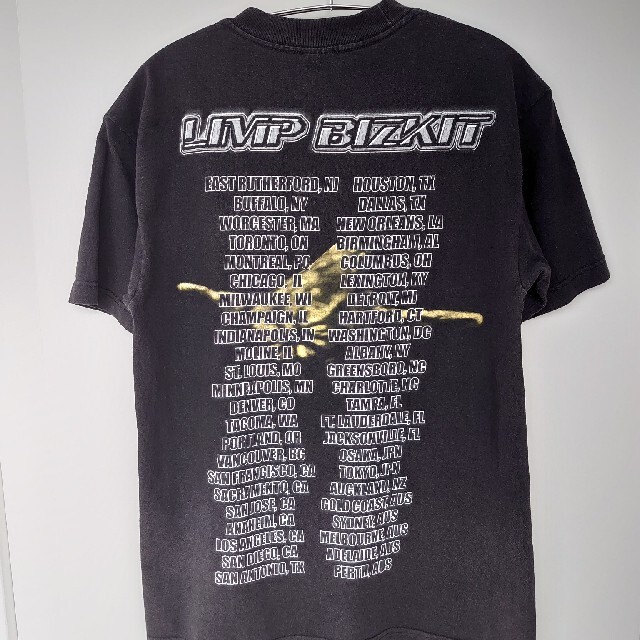 LIMP BIZKIT
EAST RUTHERFORD, NJ
BUFFALO, NY
WORCESTER, MA
TORONTO, ON
MONTREAL, PQ
CHICAGO, IL
MILWAUKEE, WI
CHAMPAIGN, IL
INDIANAPOLIS, IN
MOLINE, IL
ST. LOUIS, MO
MINNEAPOLIS, MN
DENVER, CO
TACOMA, WA
PORTLAND, OR
VANCOUVER, BC
SAN FRANCISCO, CA
SACRAMENTO, CA
SAN JOSE, CA
ANAHEIM, CA
LOS ANGELES, CA
SAN DIEGO, CA
SAN ANTONIO, TX
HOUSTON, TX
DALLAS, TX
NEW ORLEANS, LA
BIRMINGHAM, AL
COLUMBUS, OH
LEXINGTON, KY
DETROIT, MI
HARTFORD, CT
WASHINGTON, DC
ALBANY, NY
GREENSBORO, NC
CHARLOTTE, NC
TAMPA, FL
FT. LAUDERDALE, FL
JACKSONVILLE, FL
OSAKA, JPN
TOKYO, JPN
AUCKLAND, NZ
GOLD COAST, AUS
SYDNEY, AUS
MELBOURNE, AUS
ADELAIDE, AUS
PERTH, AUS